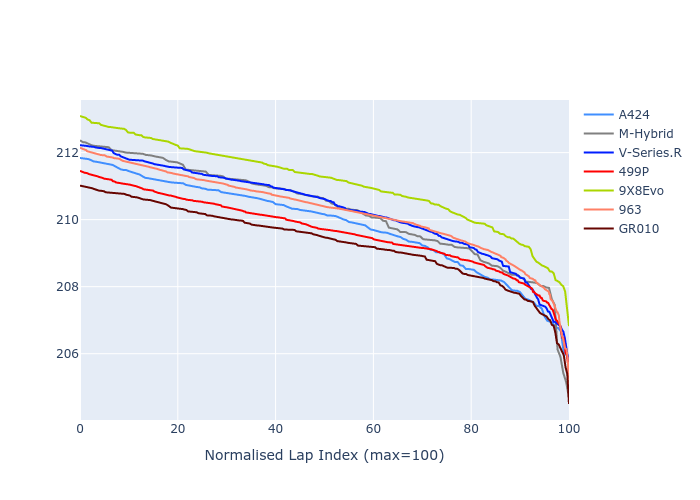 A424
M-Hybrid
V-Series.R
499P
9X8Evo
963
GR010
212
210
208
206
0 20 40 60 80 100
Normalised Lap Index (max=100)